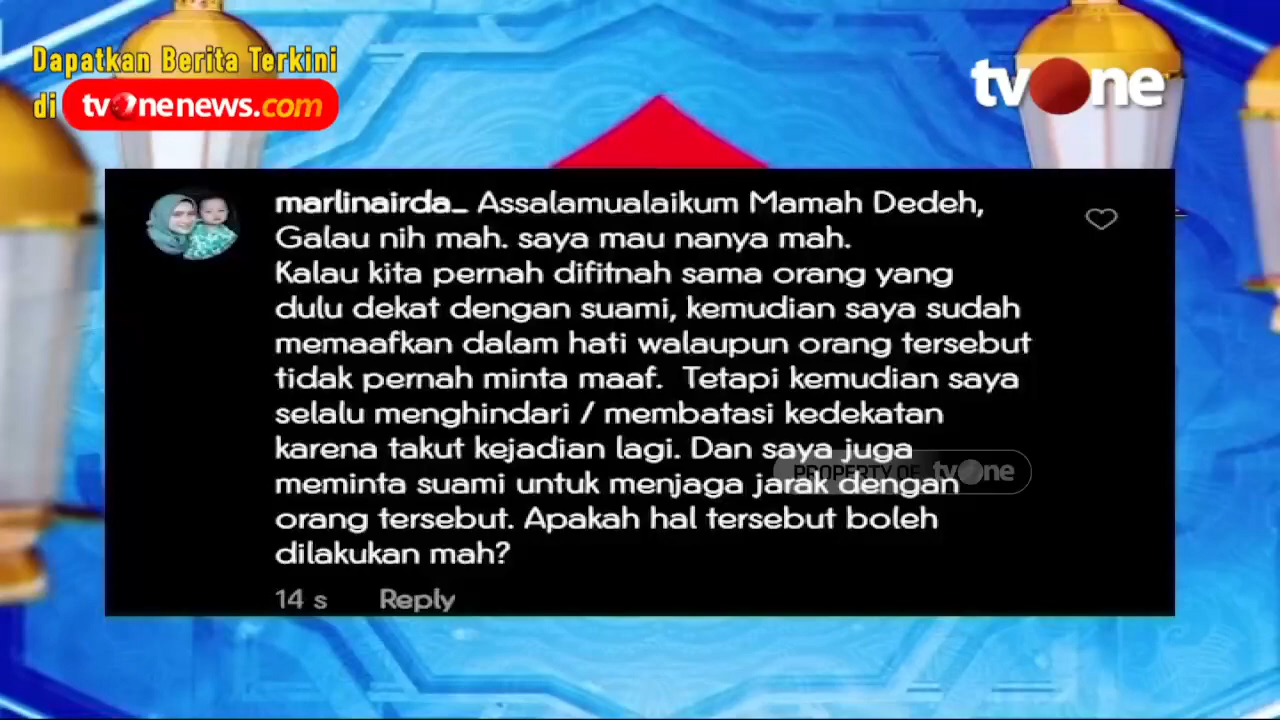 Dapatkan Berita Terkini
di tvonenews.com
tvone
marlinairda_ Assalamualaikum Mamah Dedeh,
Galau nih mah. saya mau nanya mah.
Kalau kita pernah difitnah sama orang yang
dulu dekat dengan suami, kemudian saya sudah
memaafkan dalam hati walaupun orang tersebut
tidak pernah minta maaf. Tetapi kemudian saya
selalu menghindari / membatasi kedekatan
karena takut kejadian lagi. Dan saya juga
PROPERTY OF tvone
meminta suami untuk menjaga jarak dengan
orang tersebut. Apakah hal tersebut boleh
dilakukan mah?
14 s Reply